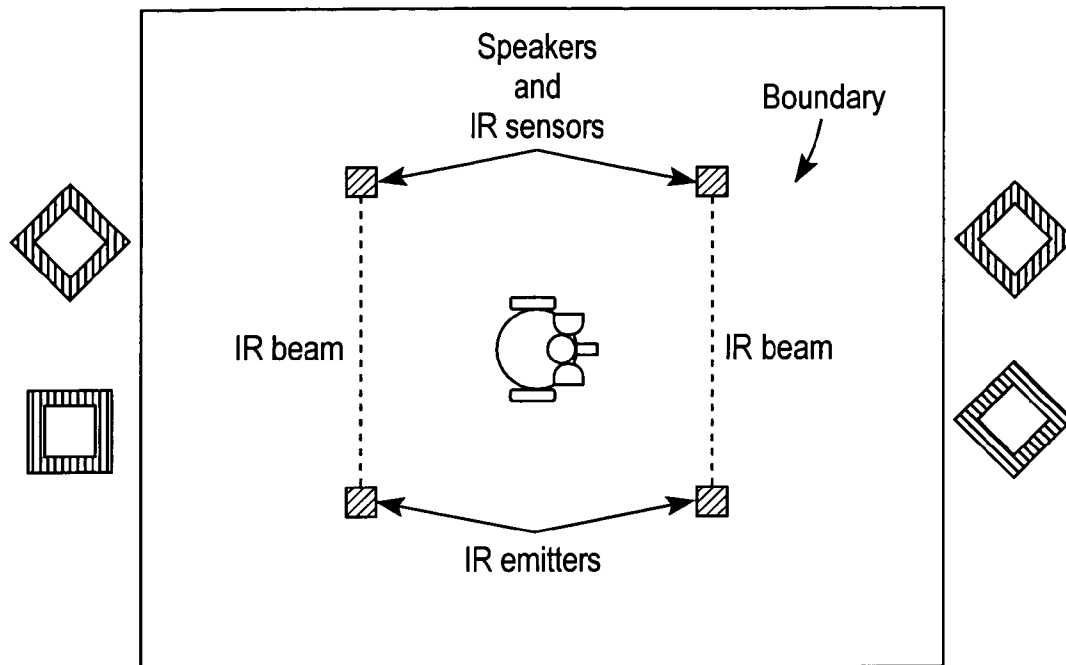 Speakers
and
IR sensors
Boundary
IR beam
IR beam
IR emitters